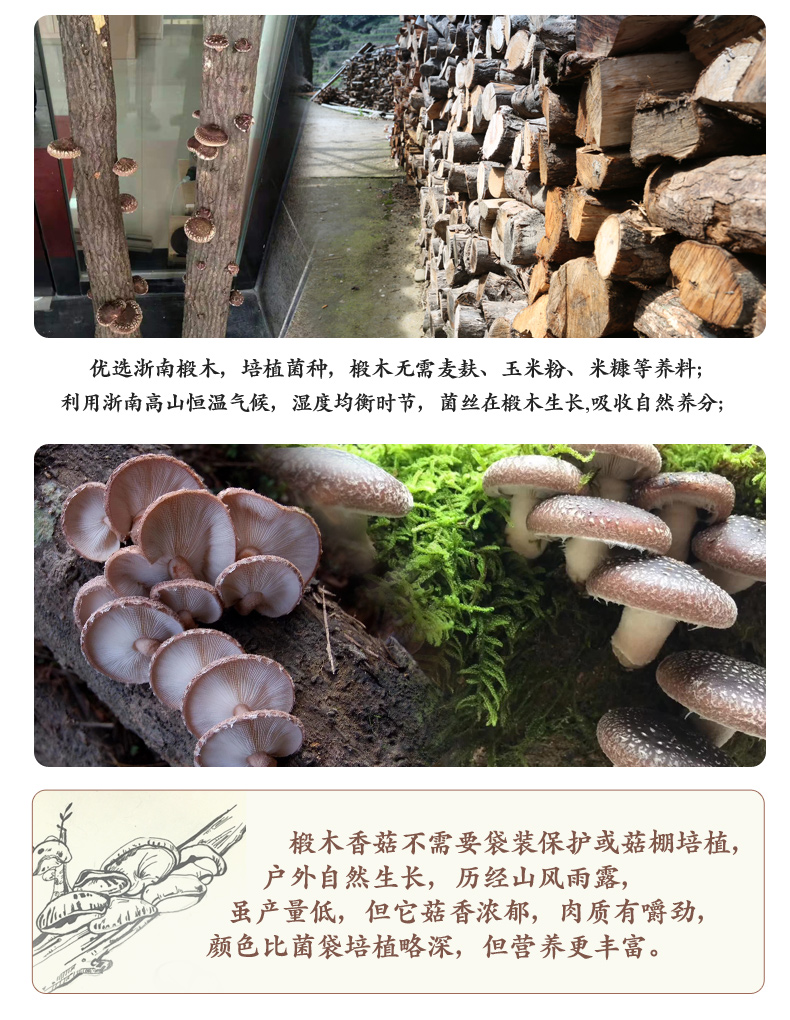 优选浙南椴木，培植菌种，椴木无需麦麸、玉米粉、米糠等养料；
利用浙南高山恒温气候，湿度均衡时节，菌丝在椴木生长,吸收自然养分；
椴木香菇不需要袋装保护或菇棚培植，
户外自然生长，历经山风雨露，
虽产量低，但它菇香浓郁，肉质有嚼劲，
颜色比菌袋培植略深，但营养更丰富。